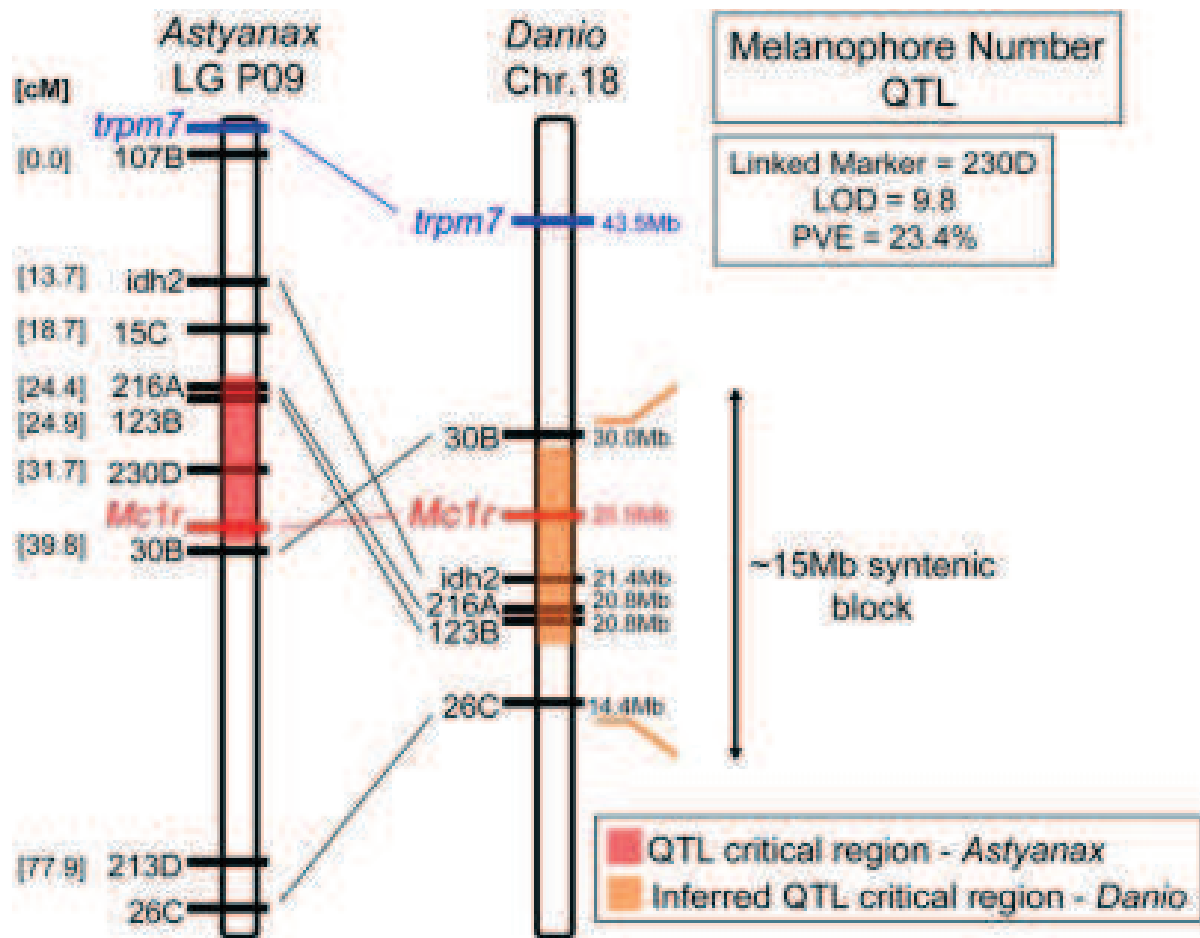 Astyanax
LG P09
Danio
Chr.18
Melanophore Number
QTL
Linked Marker = 230D
LOD = 9.8
PVE = 23.4%
[cM]
trpm7
[0.0] 107B
[13.7] idh2
[18.7] 15C
[24.4] 216A
[24.9] 123B
[31.7] 230D
Mc1r
[39.8] 30B
[77.9] 213D
26C
trpm7 43.5Mb
30B 30.0Mb
Mc1r
idh2 21.4Mb
216A 20.8Mb
123B 20.8Mb
26C 14.4Mb
~15Mb syntenic
block
QTL critical region - Astyanax
Inferred QTL critical region - Danio